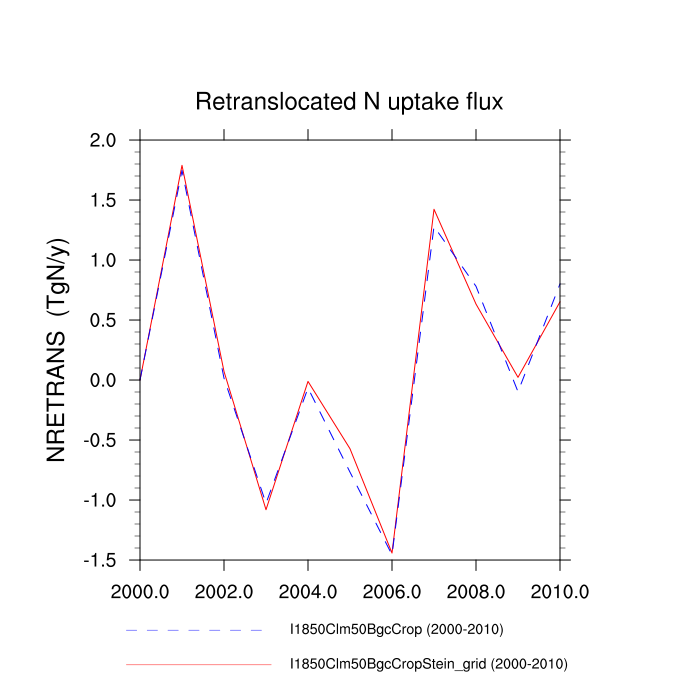 Retranslocated N uptake flux
NRETRANS (TgN/y)
2.0
1.5
1.0
0.5
0.0
-0.5
-1.0
-1.5
2000.0 2002.0 2004.0 2006.0 2008.0 2010.0
I1850Clm50BgcCrop (2000-2010)
I1850Clm50BgcCropStein_grid (2000-2010)